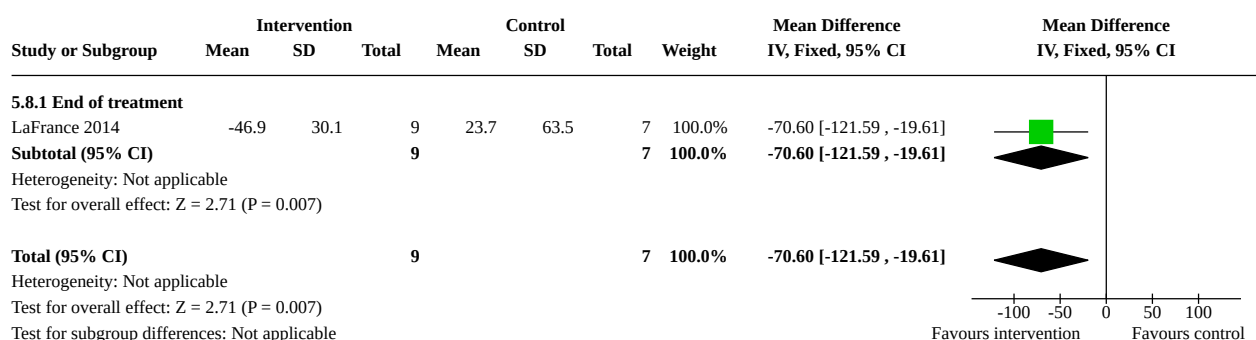 Intervention Control Mean Difference Mean Difference
Study or Subgroup Mean SD Total Mean SD Total Weight IV, Fixed, 95% CI IV, Fixed, 95% CI
5.8.1 End of treatment
LaFrance 2014 -46.9 30.1 9 23.7 63.5 7 100.0% -70.60 [-121.59 , -19.61]
Subtotal (95% CI) 9 7 100.0% -70.60 [-121.59 , -19.61]
Heterogeneity: Not applicable
Test for overall effect: Z = 2.71 (P = 0.007)
Total (95% CI) 9 7 100.0% -70.60 [-121.59 , -19.61]
Heterogeneity: Not applicable
Test for overall effect: Z = 2.71 (P = 0.007)
-100 -50 0 50 100
Test for subgroup differences: Not applicable
Favours intervention Favours control